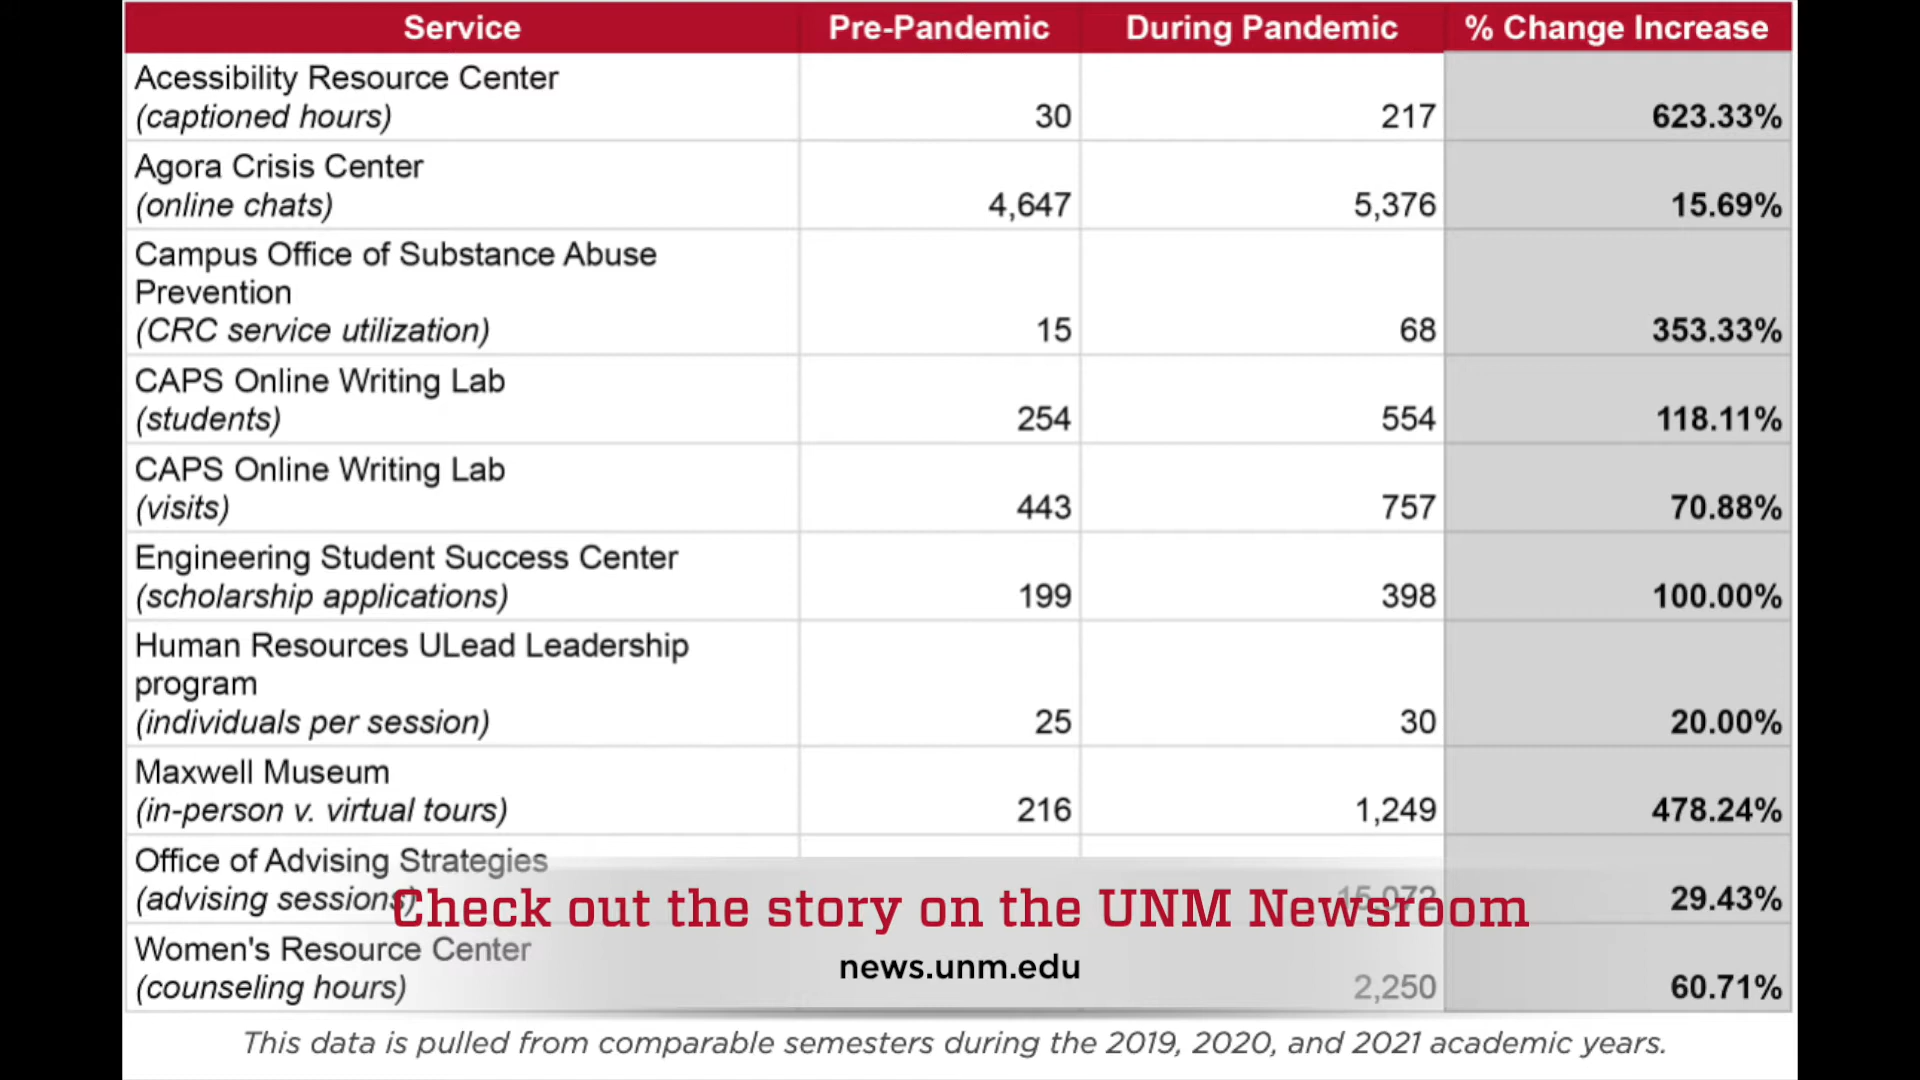 Service Pre-Pandemic During Pandemic % Change Increase
Acessibility Resource Center
(captioned hours) 30 217 623.33%
Agora Crisis Center
(online chats) 4,647 5,376 15.69%
Campus Office of Substance Abuse
Prevention
(CRC service utilization) 15 68 353.33%
CAPS Online Writing Lab
(students) 254 554 118.11%
CAPS Online Writing Lab
(visits) 443 757 70.88%
Engineering Student Success Center
(scholarship applications) 199 398 100.00%
Human Resources ULead Leadership
program
(individuals per session) 25 30 20.00%
Maxwell Museum
(in-person v. virtual tours) 216 1,249 478.24%
Office of Advising Strategies
(advising sessions) 15,072 29.43%
Check out the story on the UNM Newsroom
Women's Resource Center
news.unm.edu
(counseling hours) 2,250 60.71%
This data is pulled from comparable semesters during the 2019, 2020, and 2021 academic years.